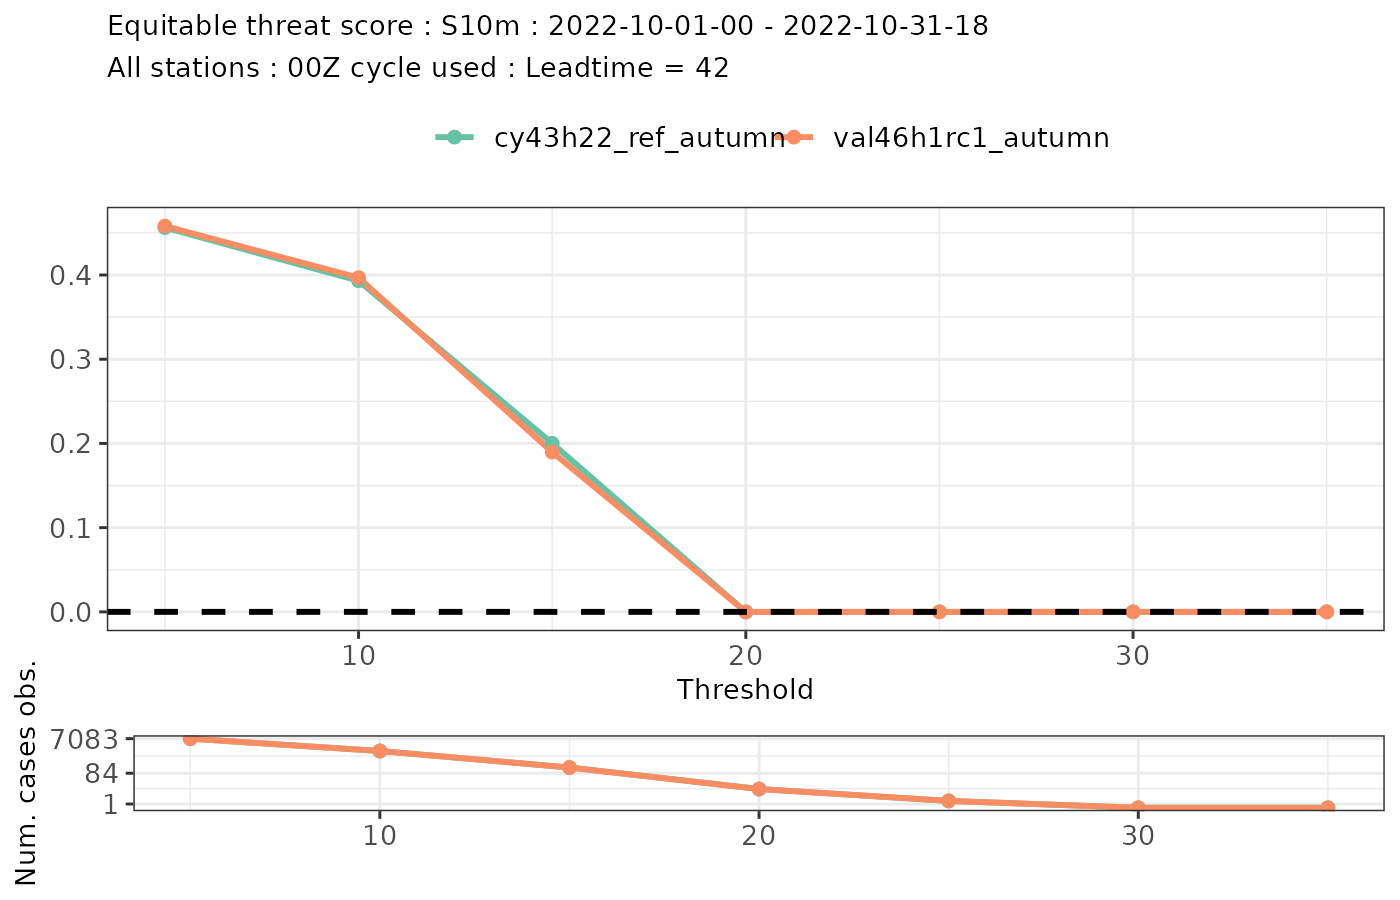 Equitable threat score : S10m : 2022-10-01-00 - 2022-10-31-18
All stations : 00Z cycle used : Leadtime = 42
cy43h22_ref_autumn val46h1rc1_autumn
0.4
0.3
0.2
0.1
0.0
10 20 30
Threshold
Num. cases obs.
7083
84
1
10 20 30